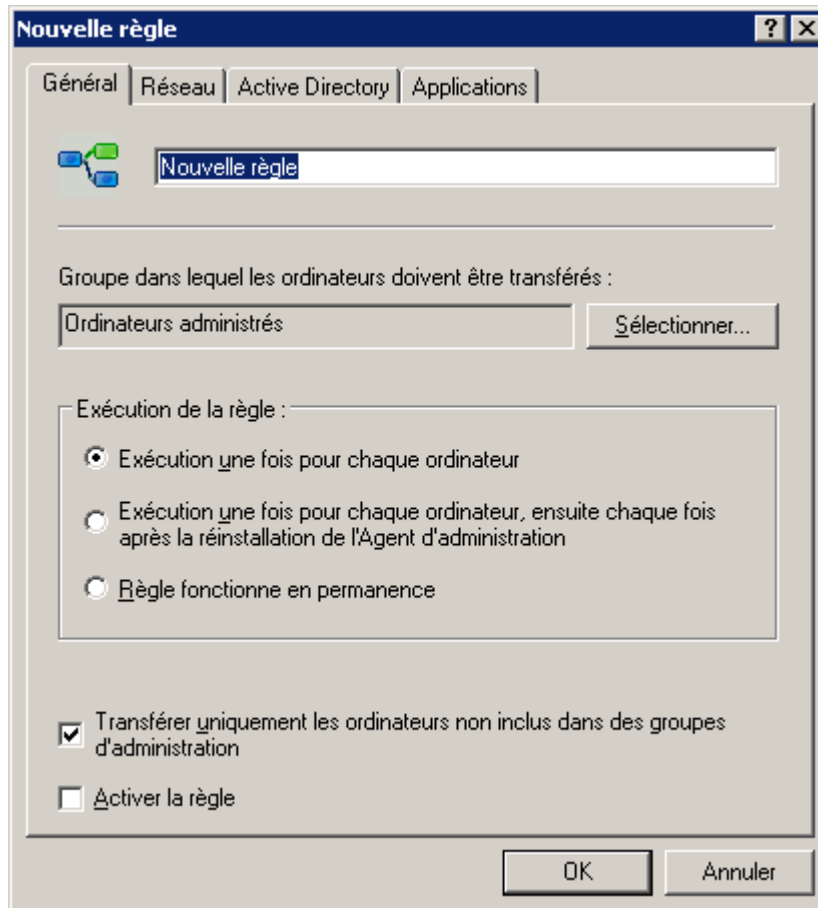 Nouvelle règle
Général Réseau Active Directory Applications
Nouvelle règle
Groupe dans lequel les ordinateurs doivent être transférés :
Ordinateurs administrés Sélectionner...
Exécution de la règle :
Exécution une fois pour chaque ordinateur
Exécution une fois pour chaque ordinateur, ensuite chaque fois
après la réinstallation de l'Agent d'administration
Règle fonctionne en permanence
Transférer uniquement les ordinateurs non inclus dans des groupes
d'administration
Activer la règle
OK Annuler